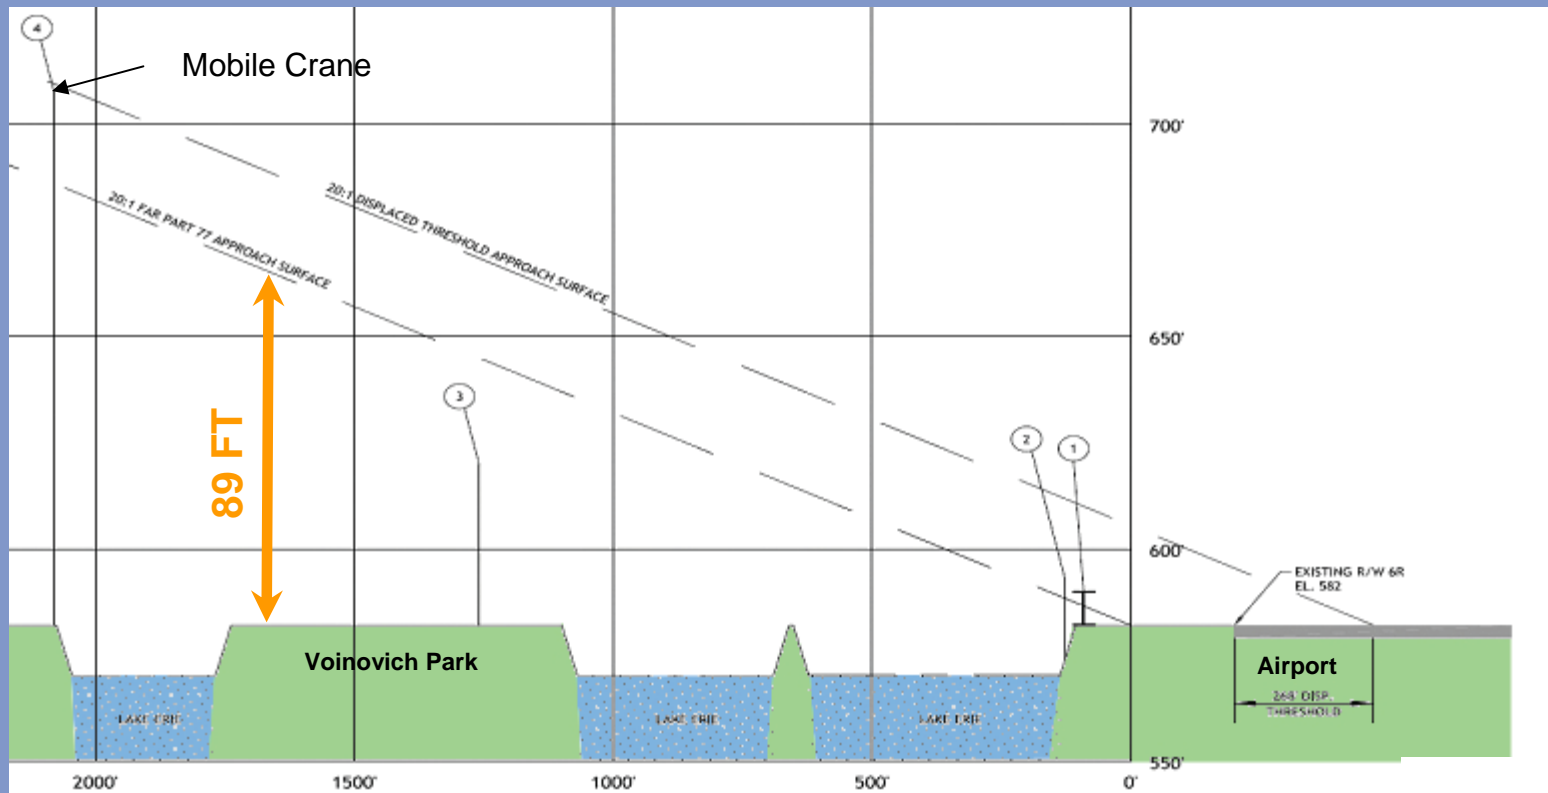 4
Mobile Crane
700'
20:1 DISPLACED THRESHOLD APPROACH SURFACE
20:1 FAR PART 77 APPROACH SURFACE
650'
3
89 FT
2
1
600'
EXISTING R/W 6R
EL. 582
Voinovich Park
Airport
268' DISP.
THRESHOLD
LAKE ERIE
LAKE ERIE
LAKE ERIE
550'
2000'
1500'
1000'
500'
0'